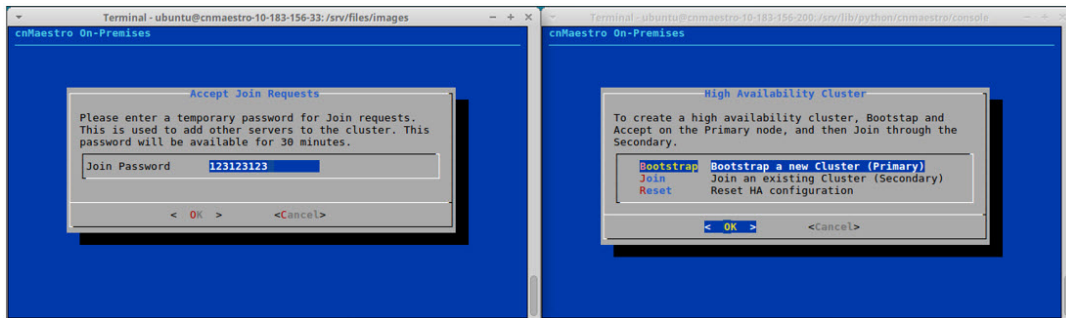 Terminal - ubuntu@cnmaestro-10-183-156-33: /srv/files/images
cnMaestro On-Premises
Accept Join Requests
Please enter a temporary password for Join requests.
This is used to add other servers to the cluster. This
password will be available for 30 minutes.
Join Password 123123123
< OK > <Cancel>
Terminal - ubuntu@cnmaestro-10-183-156-200: /srv/lib/python/cnmaestro/console
cnMaestro On-Premises
High Availability Cluster
To create a high availability cluster, Bootstap and
Accept on the Primary node, and then Join through the
Secondary.
Bootstrap Bootstrap a new Cluster (Primary)
Join Join an existing Cluster (Secondary)
Reset Reset HA configuration
< OK > <Cancel>